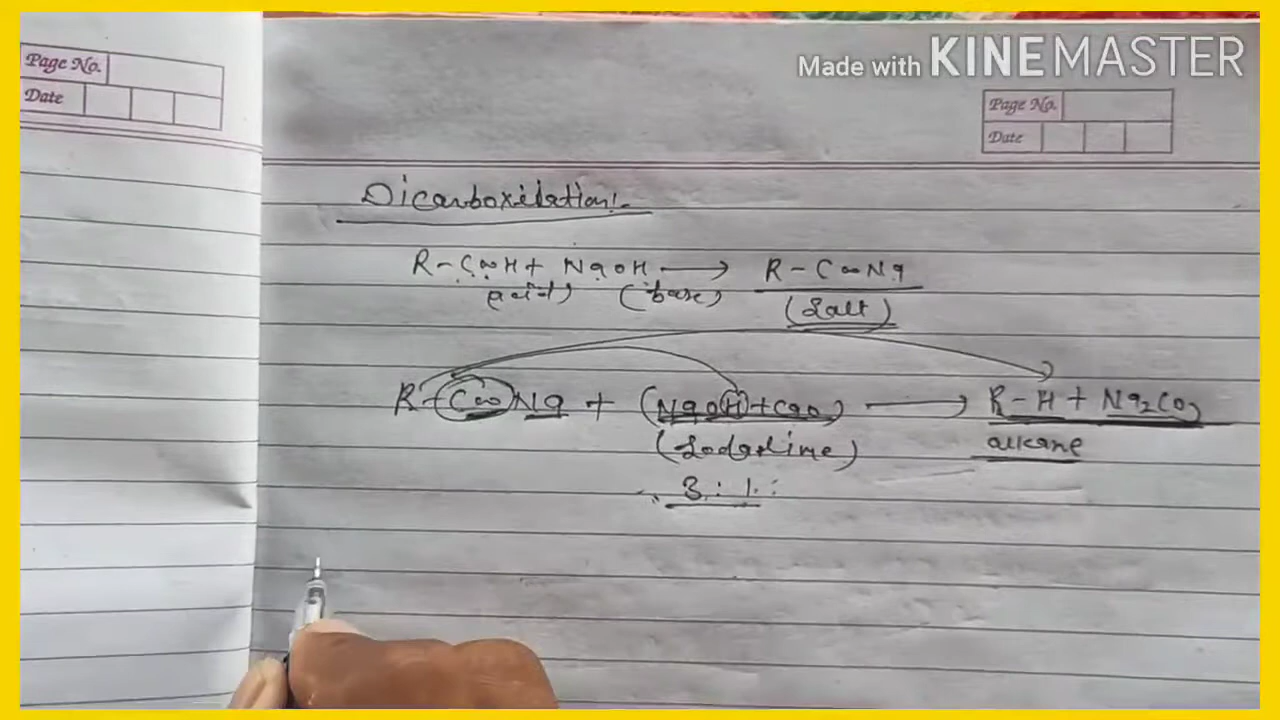 Made with KINEMASTER
Page No.
Date
Page No.
Date
Dicarboxidation:-
R-COOH + NaOH → R-COONa
(acid) (base) (Salt)
R-COONa + (NaOH+CaO) → R-H + Na2CO3
(Sodalime) alkane
3:1: